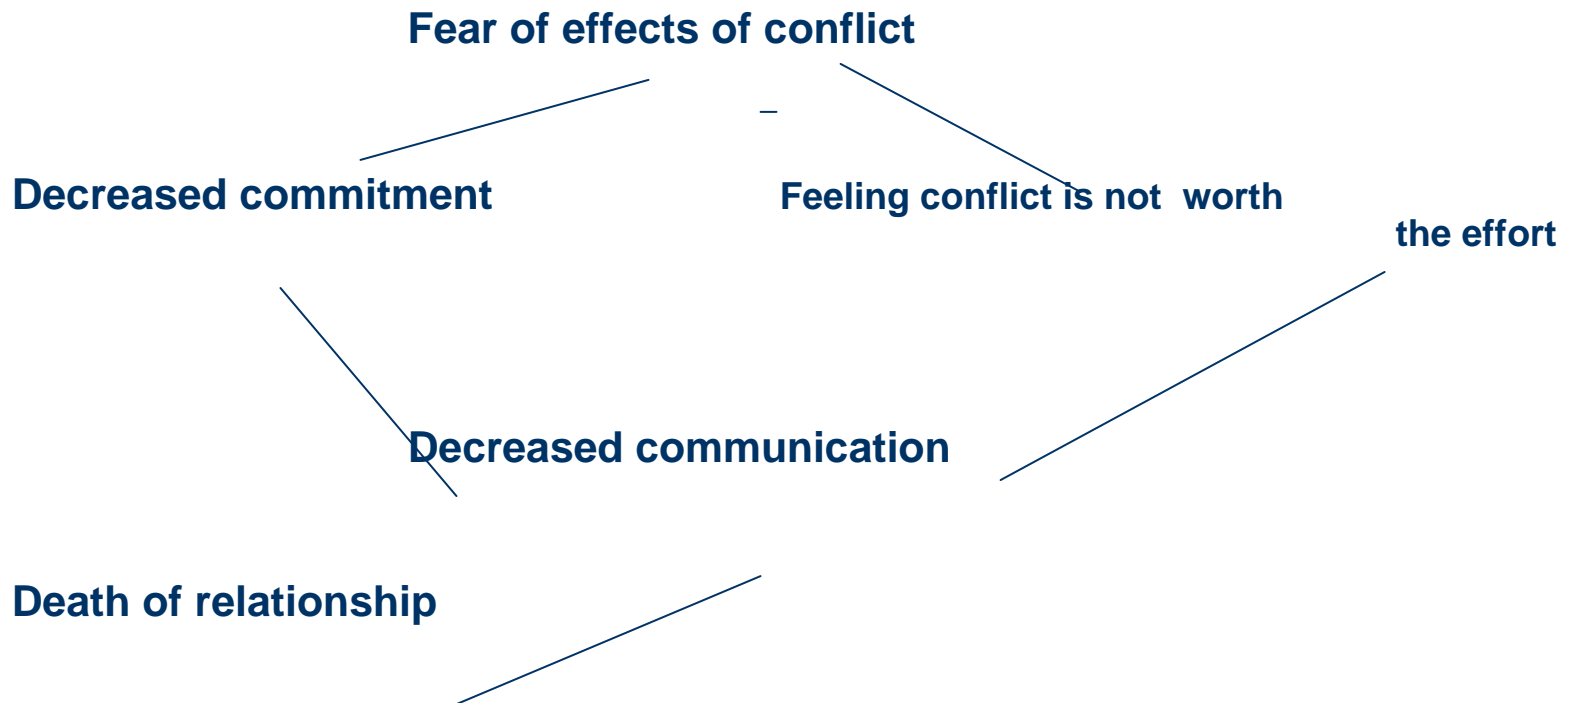 Fear of effects of conflict
Decreased commitment
Feeling conflict is not  worth
the effort
Decreased communication
Death of relationship